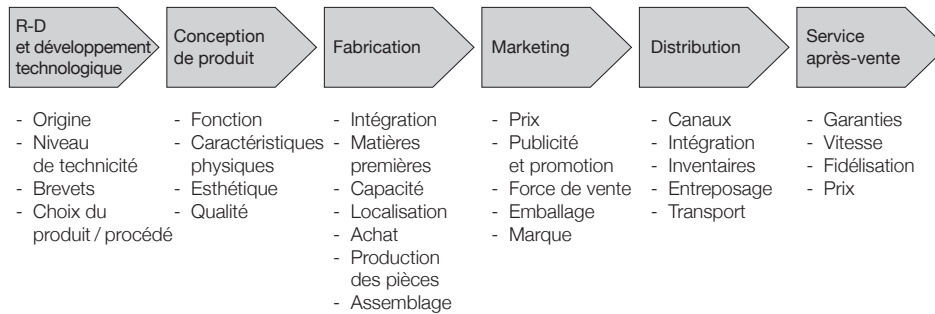 R-D
et développement
technologique
- Origine
- Niveau
de technicité
- Brevets
- Choix du
produit / procédé
Conception
de produit
- Fonction
- Caractéristiques
physiques
- Esthétique
- Qualité
Fabrication
- Intégration
- Matières
premières
- Capacité
- Localisation
- Achat
- Production
des pièces
- Assemblage
Marketing
- Prix
- Publicité
et promotion
- Force de vente
- Emballage
- Marque
Distribution
- Canaux
- Intégration
- Inventaires
- Entreposage
- Transport
Service
après-vente
- Garanties
- Vitesse
- Fidélisation
- Prix